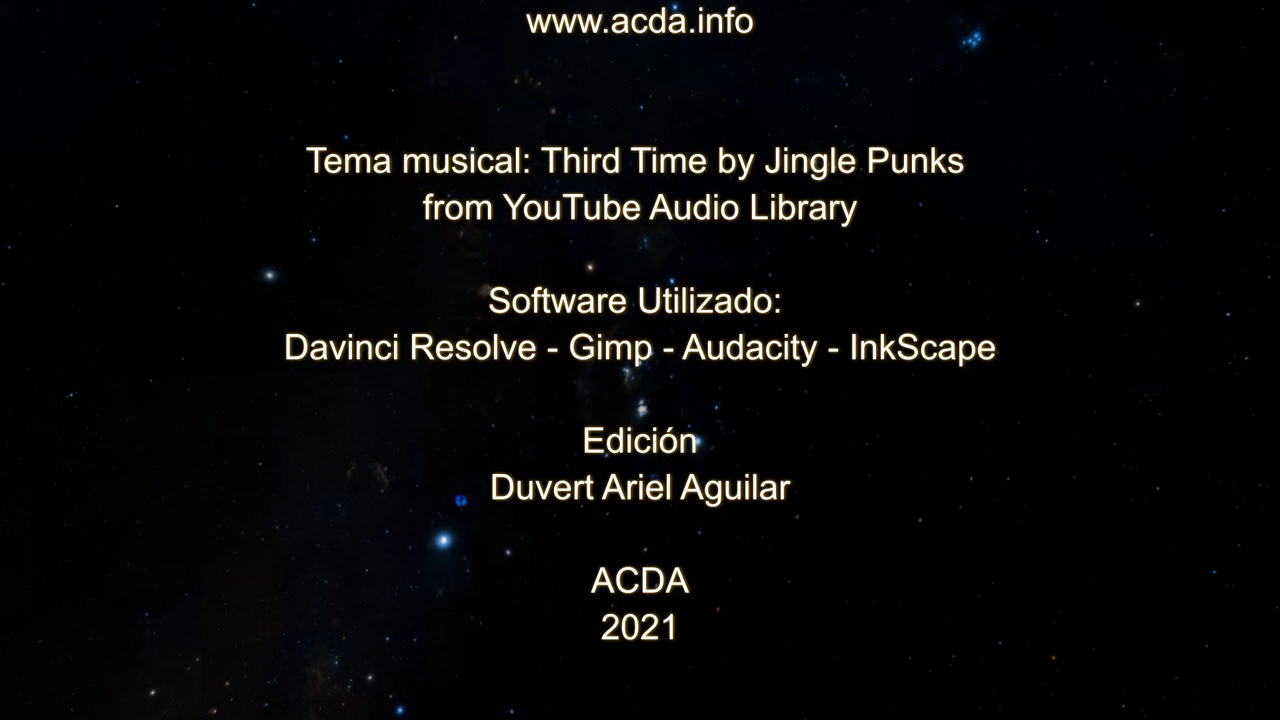 www.acda.info
Tema musical: Third Time by Jingle Punks
from YouTube Audio Library
Software Utilizado:
Davinci Resolve - Gimp - Audacity - InkScape
Edición
Duvert Ariel Aguilar
ACDA
2021